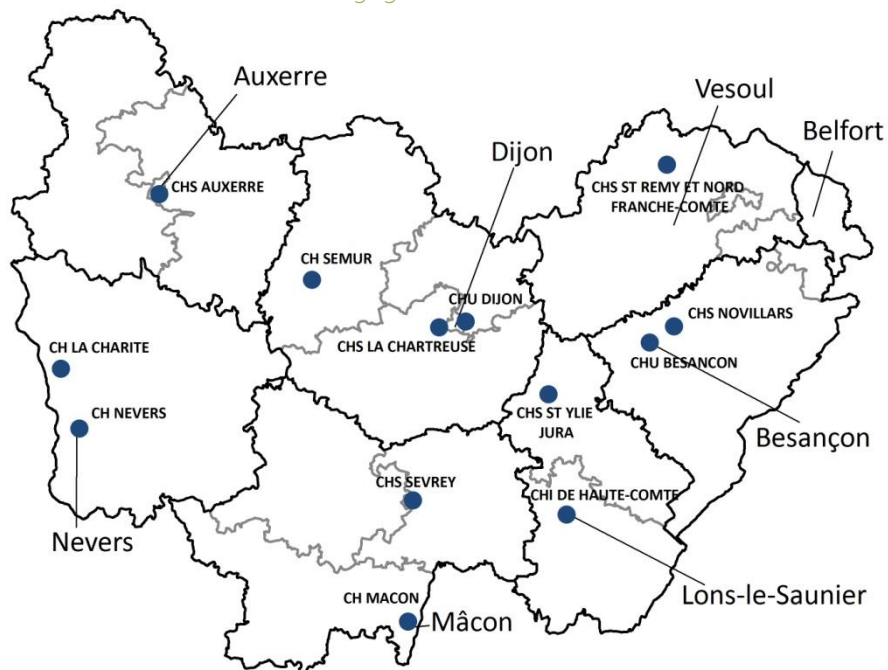 Auxerre
Vesoul
Belfort
Dijon
CHS AUXERRE
CHS ST REMY ET NORD
FRANCHE-COMTE
CH SEMUR
CHU DIJON
CHS NOVILLARS
CHS LA CHARTREUSE
CHU BESANCON
CH LA CHARITE
CHS ST YLIE
JURA
CH NEVERS
Besançon
CHS SEVREY
CHI DE HAUTE-COMTE
Nevers
Lons-le-Saunier
CH MACON
Mâcon